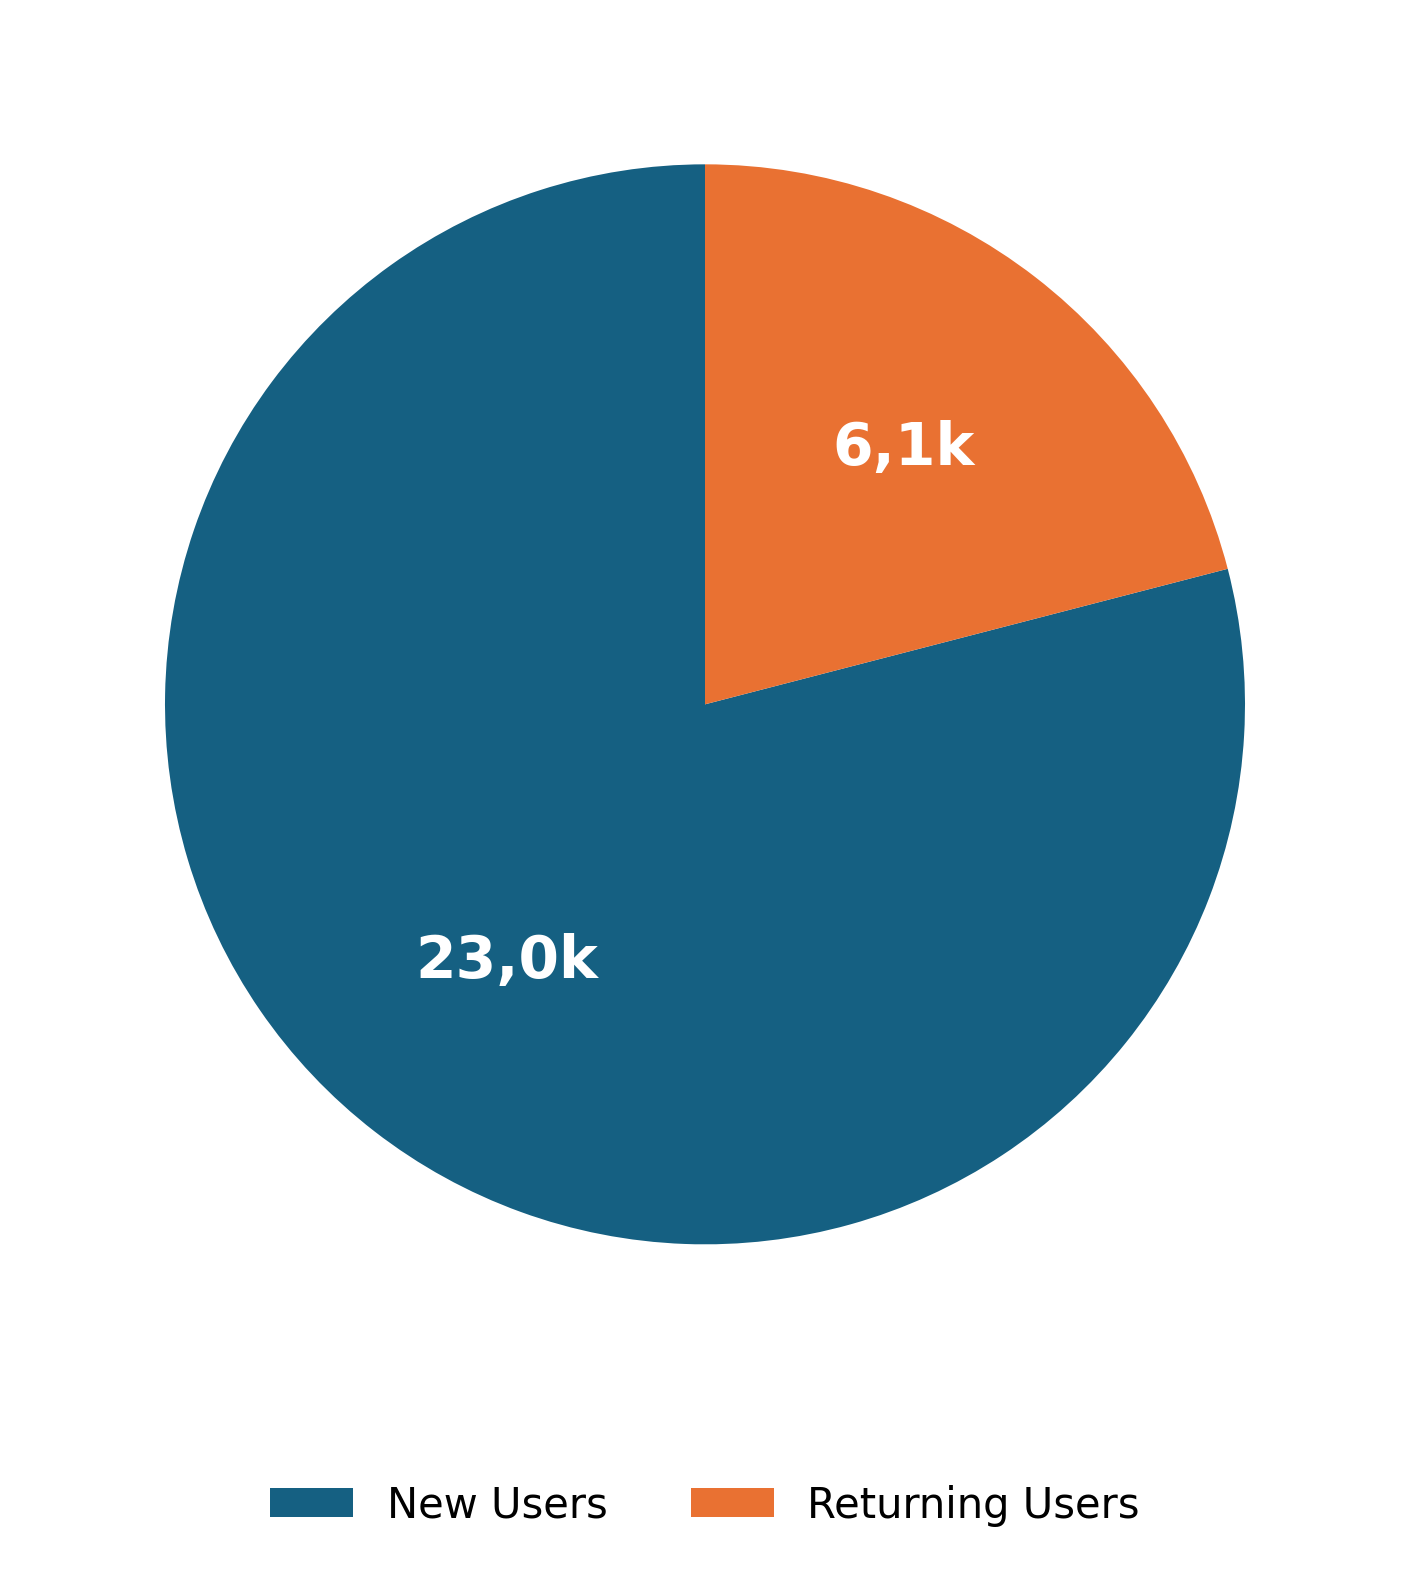 6,1k
23,0k
New Users
Returning Users